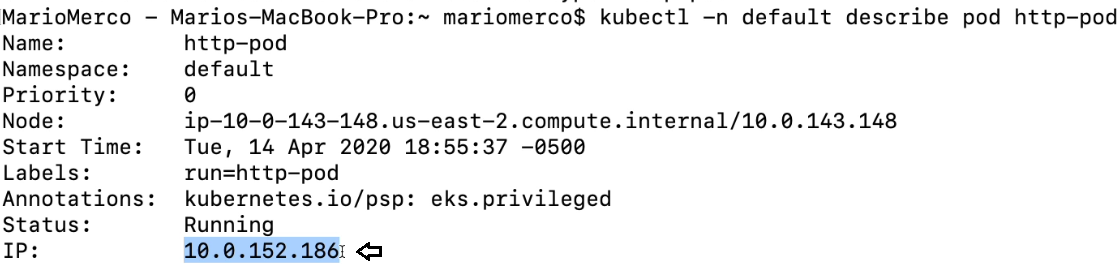 MarioMerco — Marios-MacBook-Pro:~ mariomerco$ kubectl -n default describe pod http-pod
Name: http-pod
Namespace: default
Priority: 0
Node: ip-10-0-143-148.us-east-2.compute.internal/10.0.143.148
Start Time: Tue, 14 Apr 2020 18:55:37 -0500
Labels: run=http-pod
Annotations: kubernetes.io/psp: eks.privileged
Status: Running
IP: 10.0.152.186